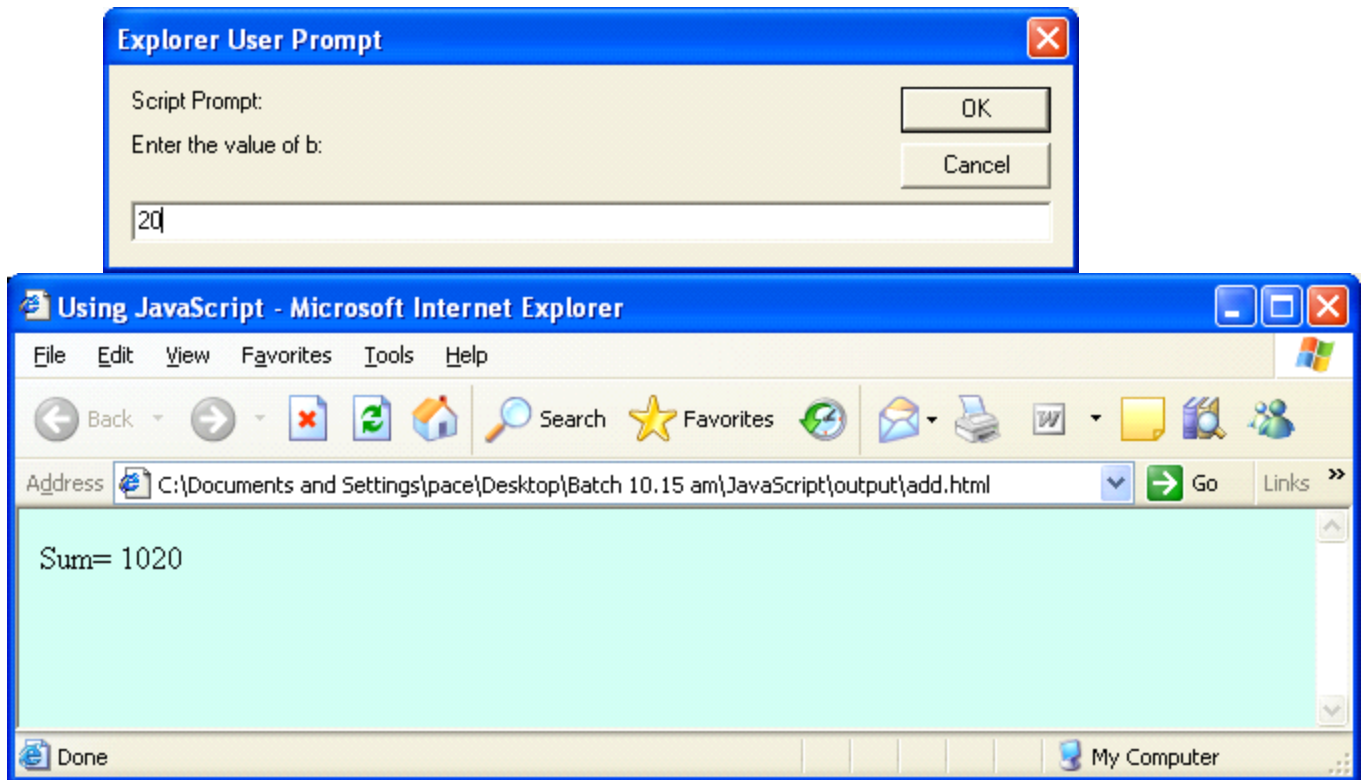 Explorer User Prompt
Script Prompt:
OK
Enter the value of b:
Cancel
20
Using JavaScript - Microsoft Internet Explorer
File Edit View Favorites Tools Help
Back Search Favorites W
Address C:\Documents and Settings\pace\Desktop\Batch 10.15 am\JavaScript\output\add.html Go Links »
Sum= 1020
Done My Computer